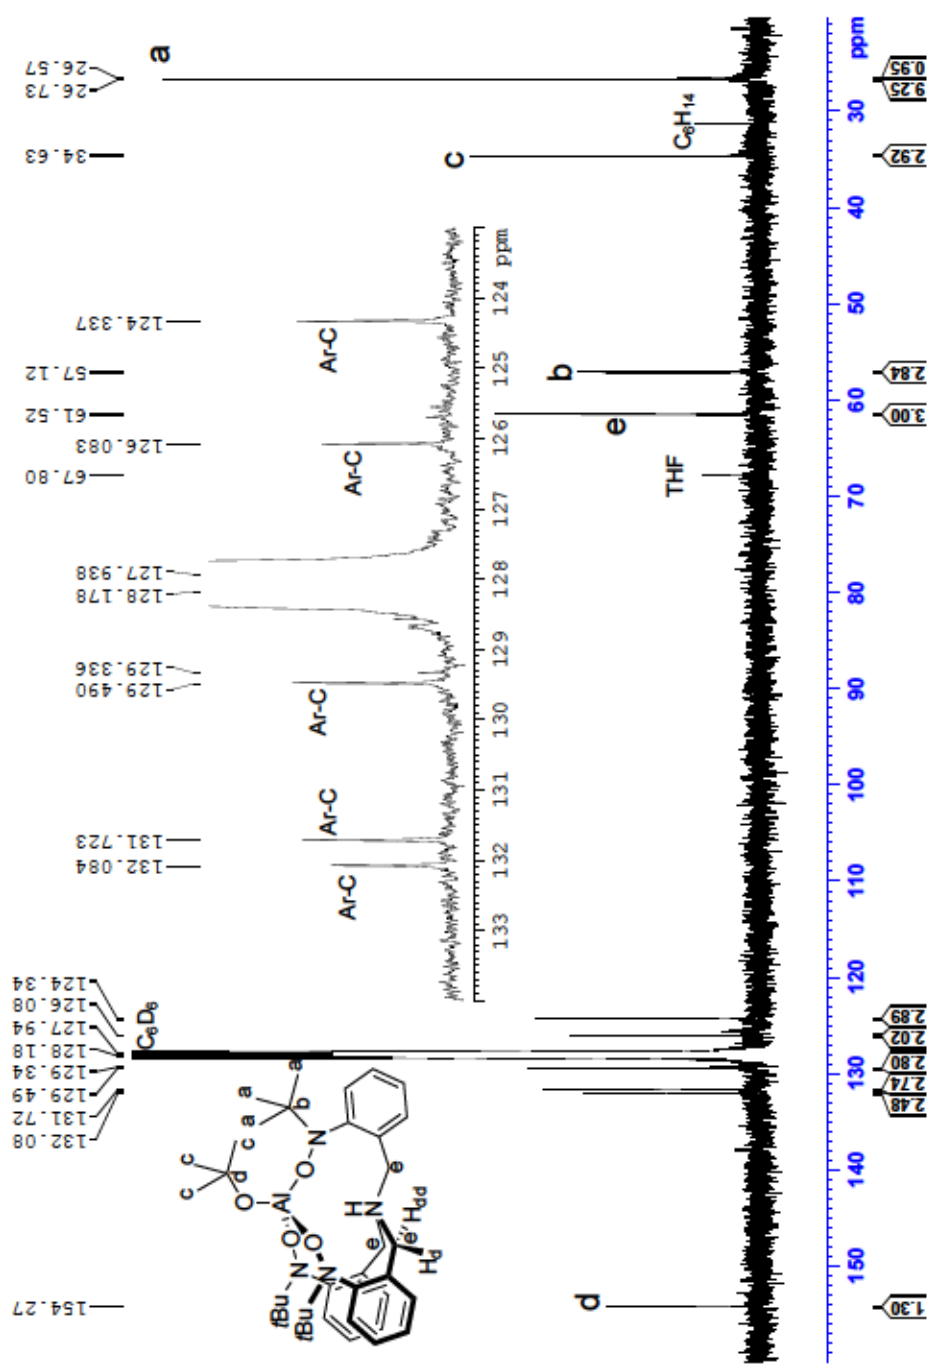 154.27
132.08
131.72
129.49
129.34
128.18
127.94
126.08
124.34
67.80
61.52
57.12
34.63
26.73
26.57
C6D6
132.084
131.723
129.490
129.336
128.178
127.938
126.083
124.337
Ar-C
Ar-C
Ar-C
Ar-C
Ar-C
133
132
131
130
129
128
127
126
125
124 ppm
a
a
a
b
c
c
c
d
O
Al
O
N
O
O
N
N
tBu
tBu
H
N
e
e
e
Hd
Hdd
d
THF
e
b
c
C6H14
a
150
140
130
120
110
100
90
80
70
60
50
40
30
ppm
1.30
2.48
2.74
2.80
2.02
2.89
3.00
2.84
2.92
9.25
0.95